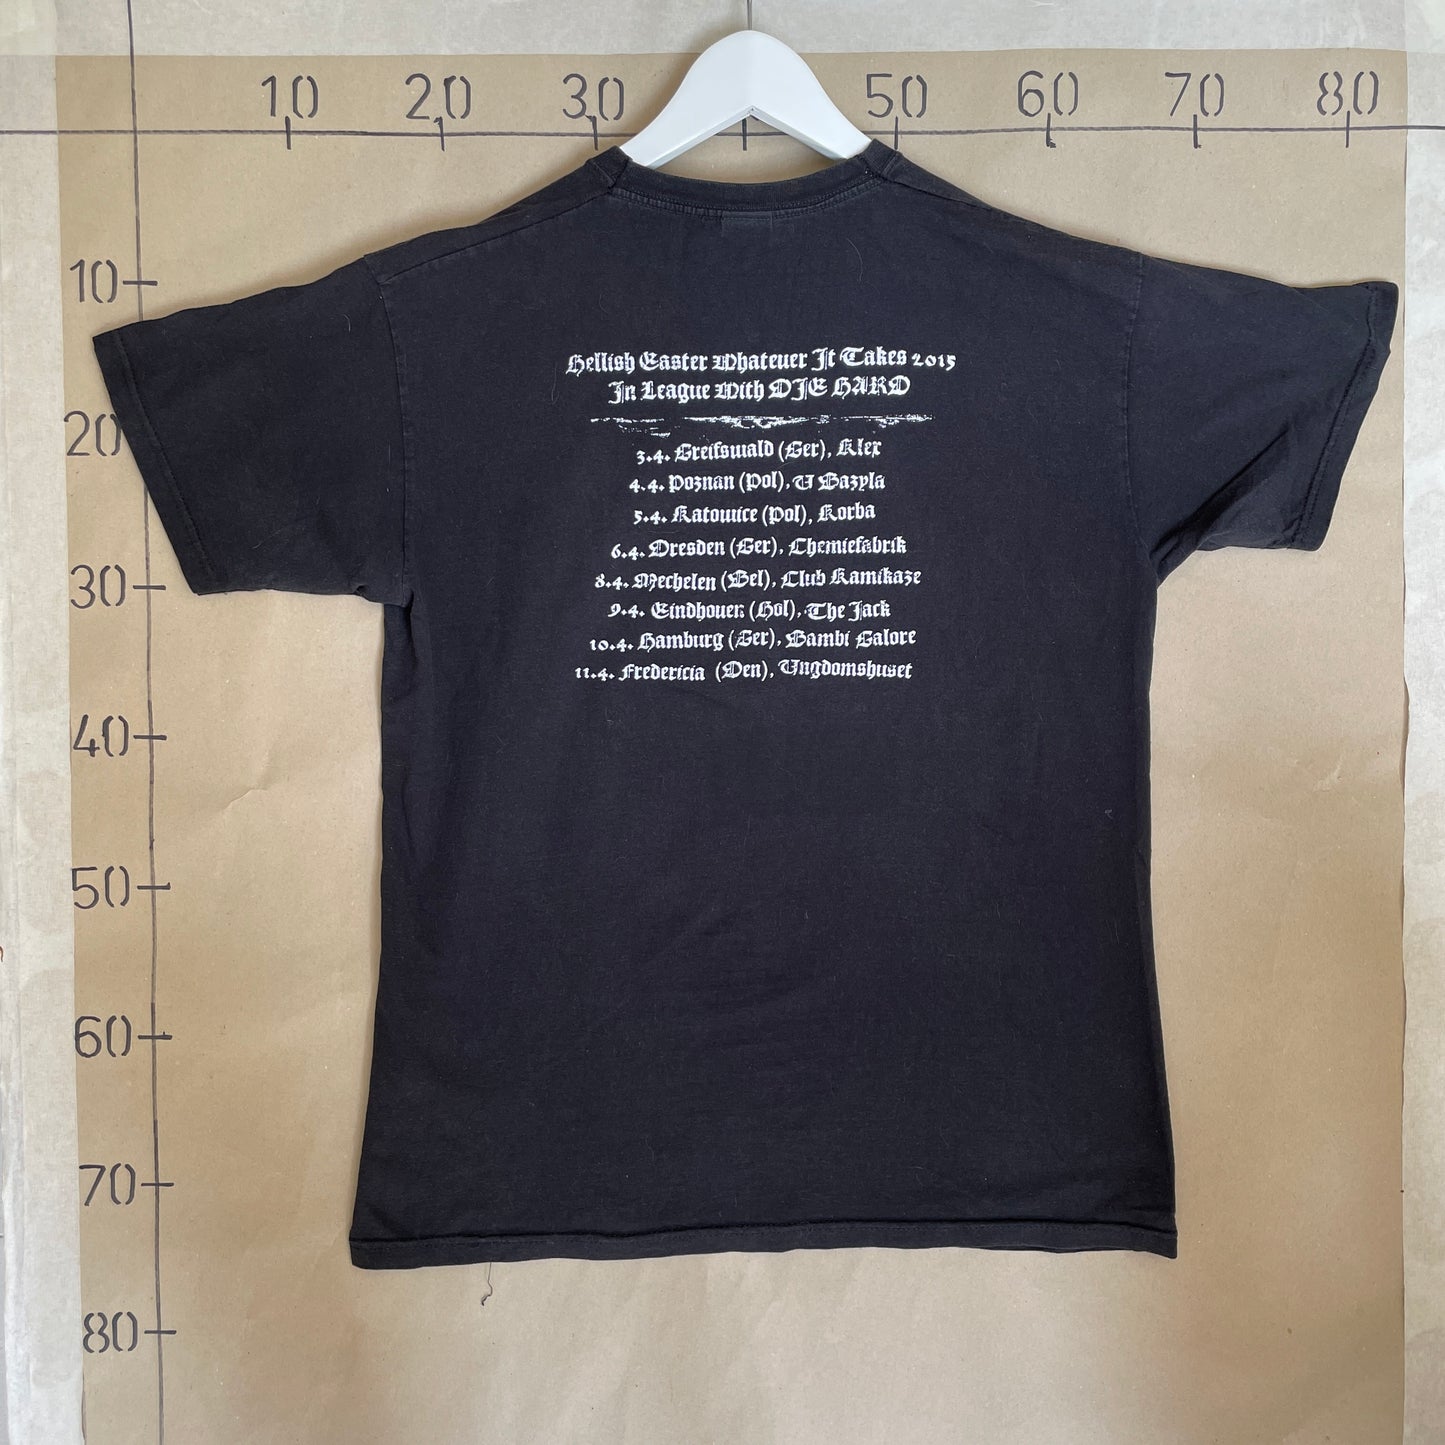 10 20 30 50 60 70 80
10
20
30
40
50
60
70
80
Hellish Easter Whatever It Takes 2015
In League With DIE HARD
3.4. Greifswald (Ger), Klex
4.4. Poznan (Pol), U Bazyla
5.4. Katowice (Pol), Korba
6.4. Dresden (Ger), Chemiefabrik
8.4. Mechelen (Bel), Club Kamikaze
9.4. Eindhoven (Hol), The Jack
10.4. Hamburg (Ger), Bambi Galore
11.4. Fredericia (Den), Ungdomshuset